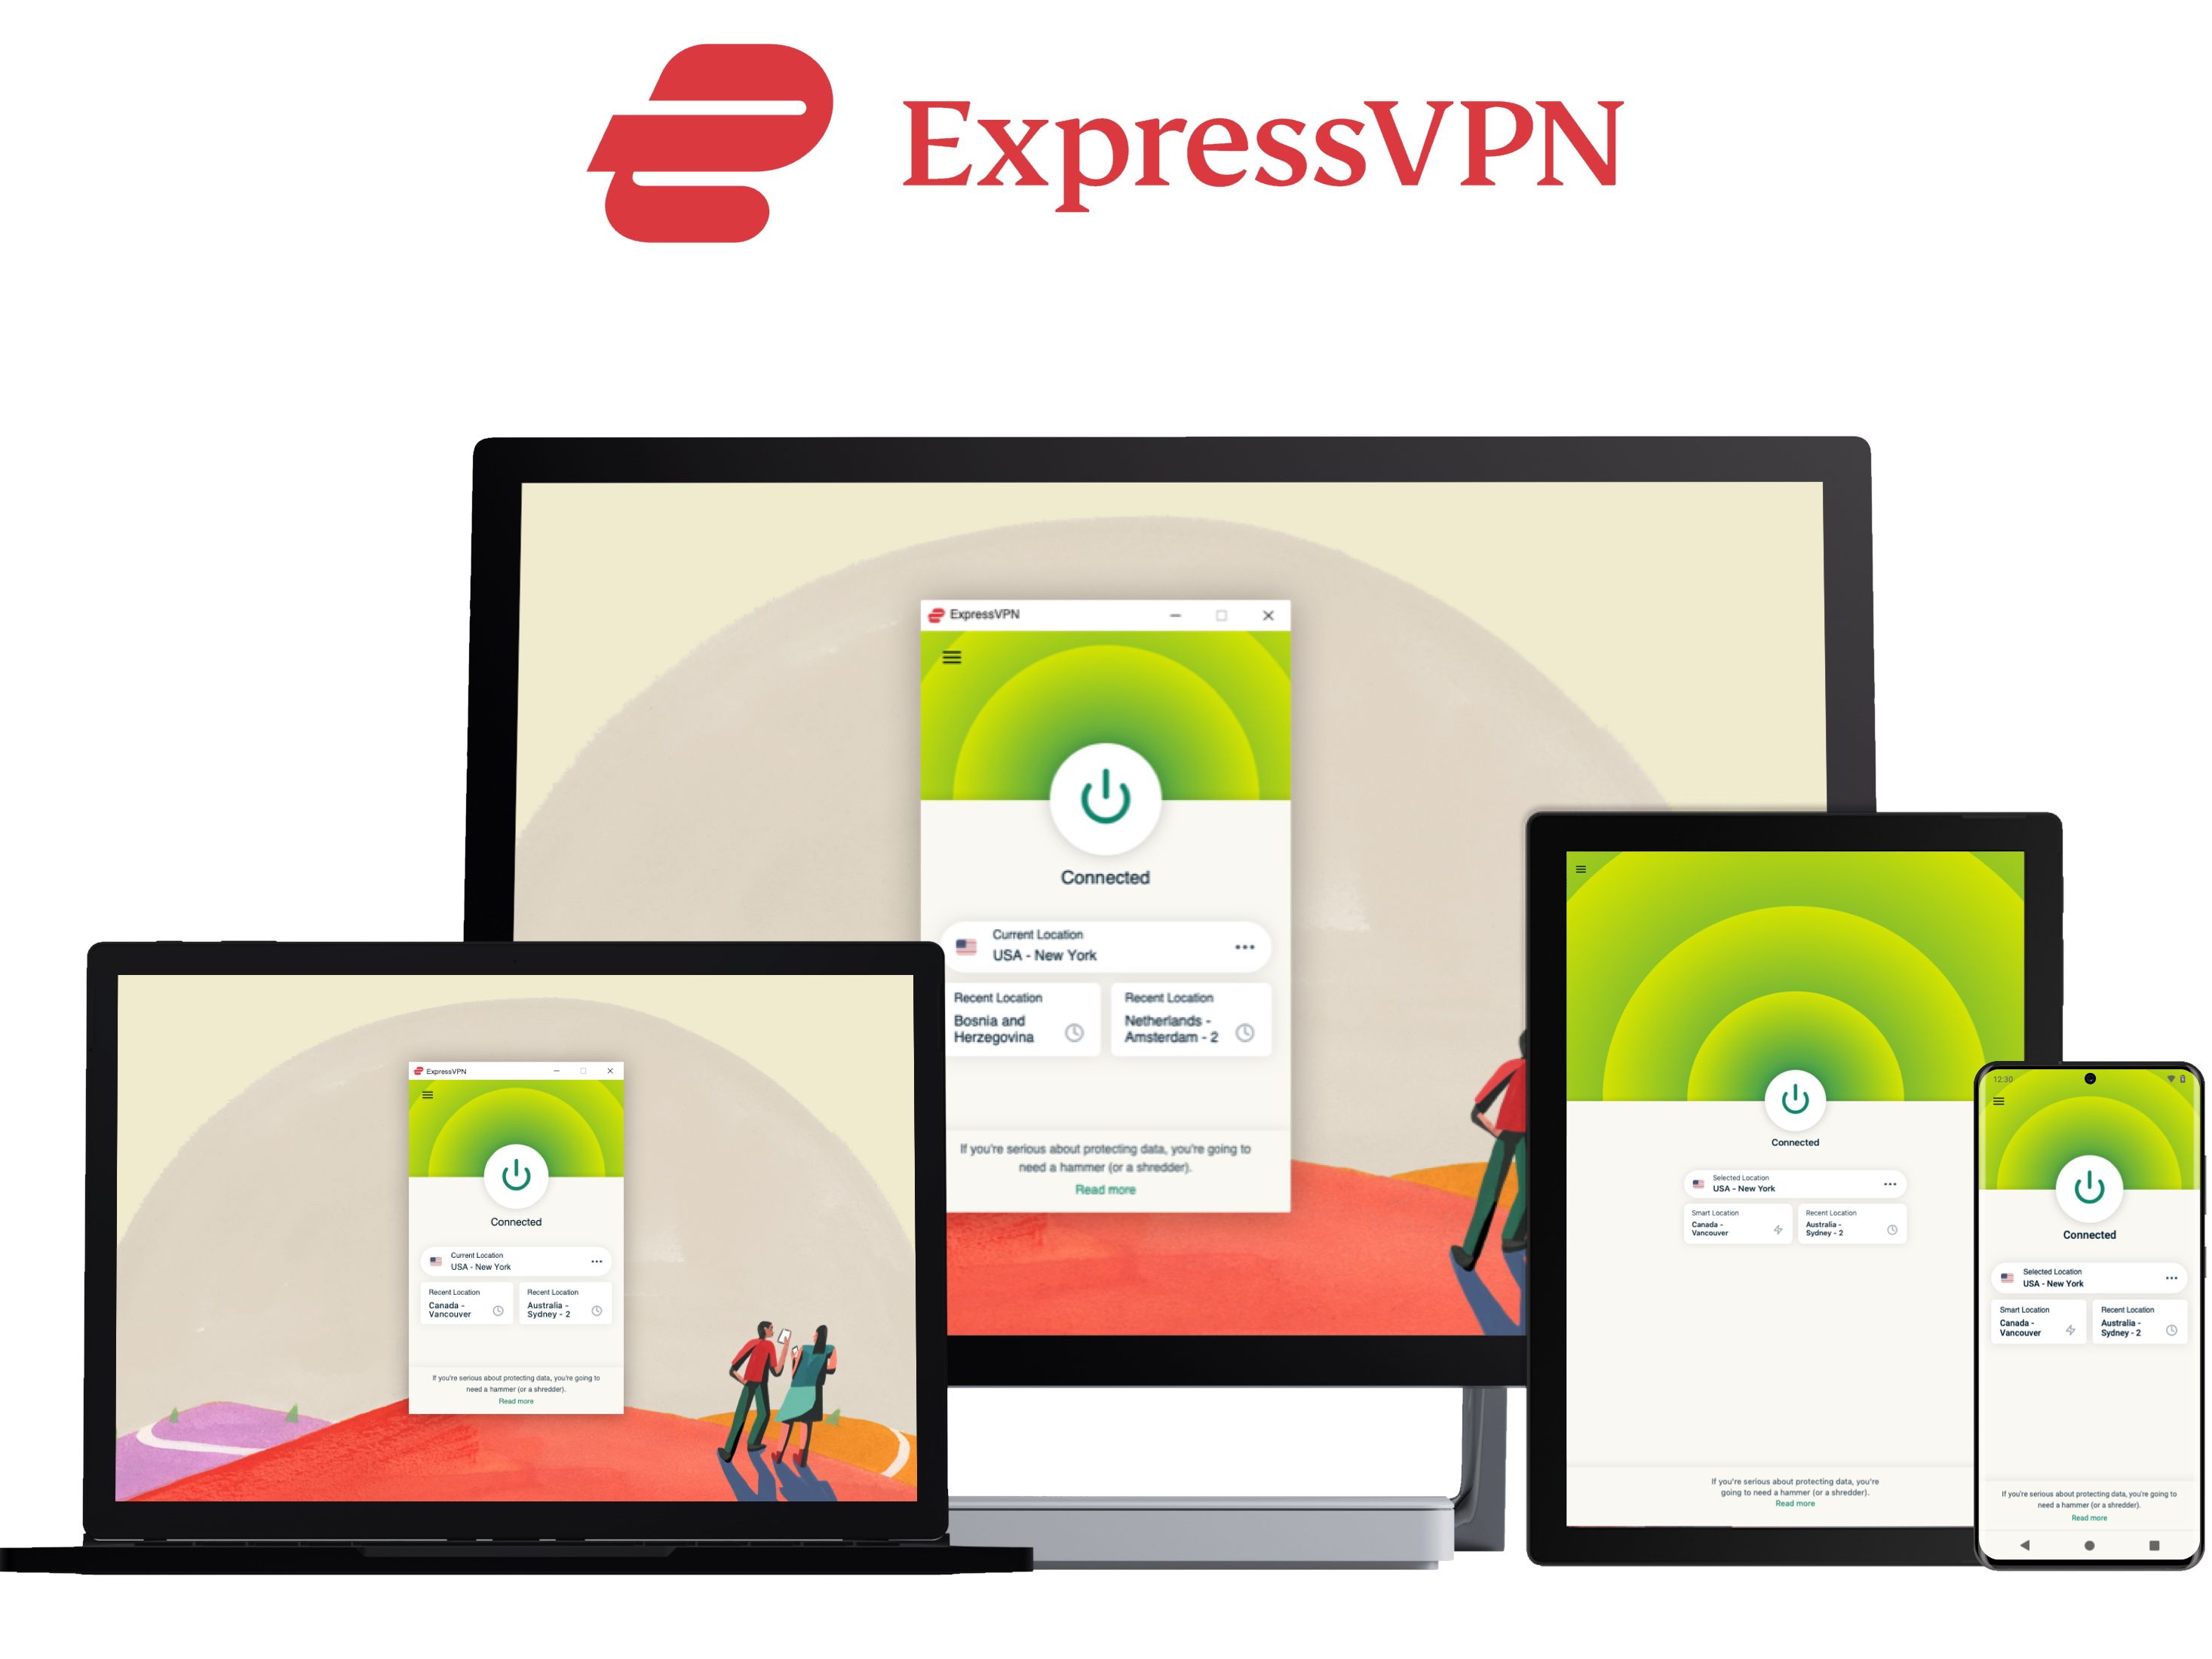 ExpressVPN
ExpressVPN
Connected
Current Location
USA - New York
Recent Location
Bosnia and
Herzegovina
Recent Location
Netherlands -
Amsterdam - 2
If you're serious about protecting data, you're going to
need a hammer (or a shredder).
Read more
ExpressVPN
Connected
Current Location
USA - New York
Recent Location
Canada -
Vancouver
Recent Location
Australia -
Sydney - 2
If you're serious about protecting data, you're going to
need a hammer (or a shredder).
Read more
Connected
Selected Location
USA - New York
Smart Location
Canada -
Vancouver
Recent Location
Australia -
Sydney - 2
If you're serious about protecting data, you're
going to need a hammer (or a shredder).
Read more
12:30
Connected
Selected Location
USA - New York
Smart Location
Canada -
Vancouver
Recent Location
Australia -
Sydney - 2
If you're serious about protecting data, you're going to
need a hammer (or a shredder).
Read more